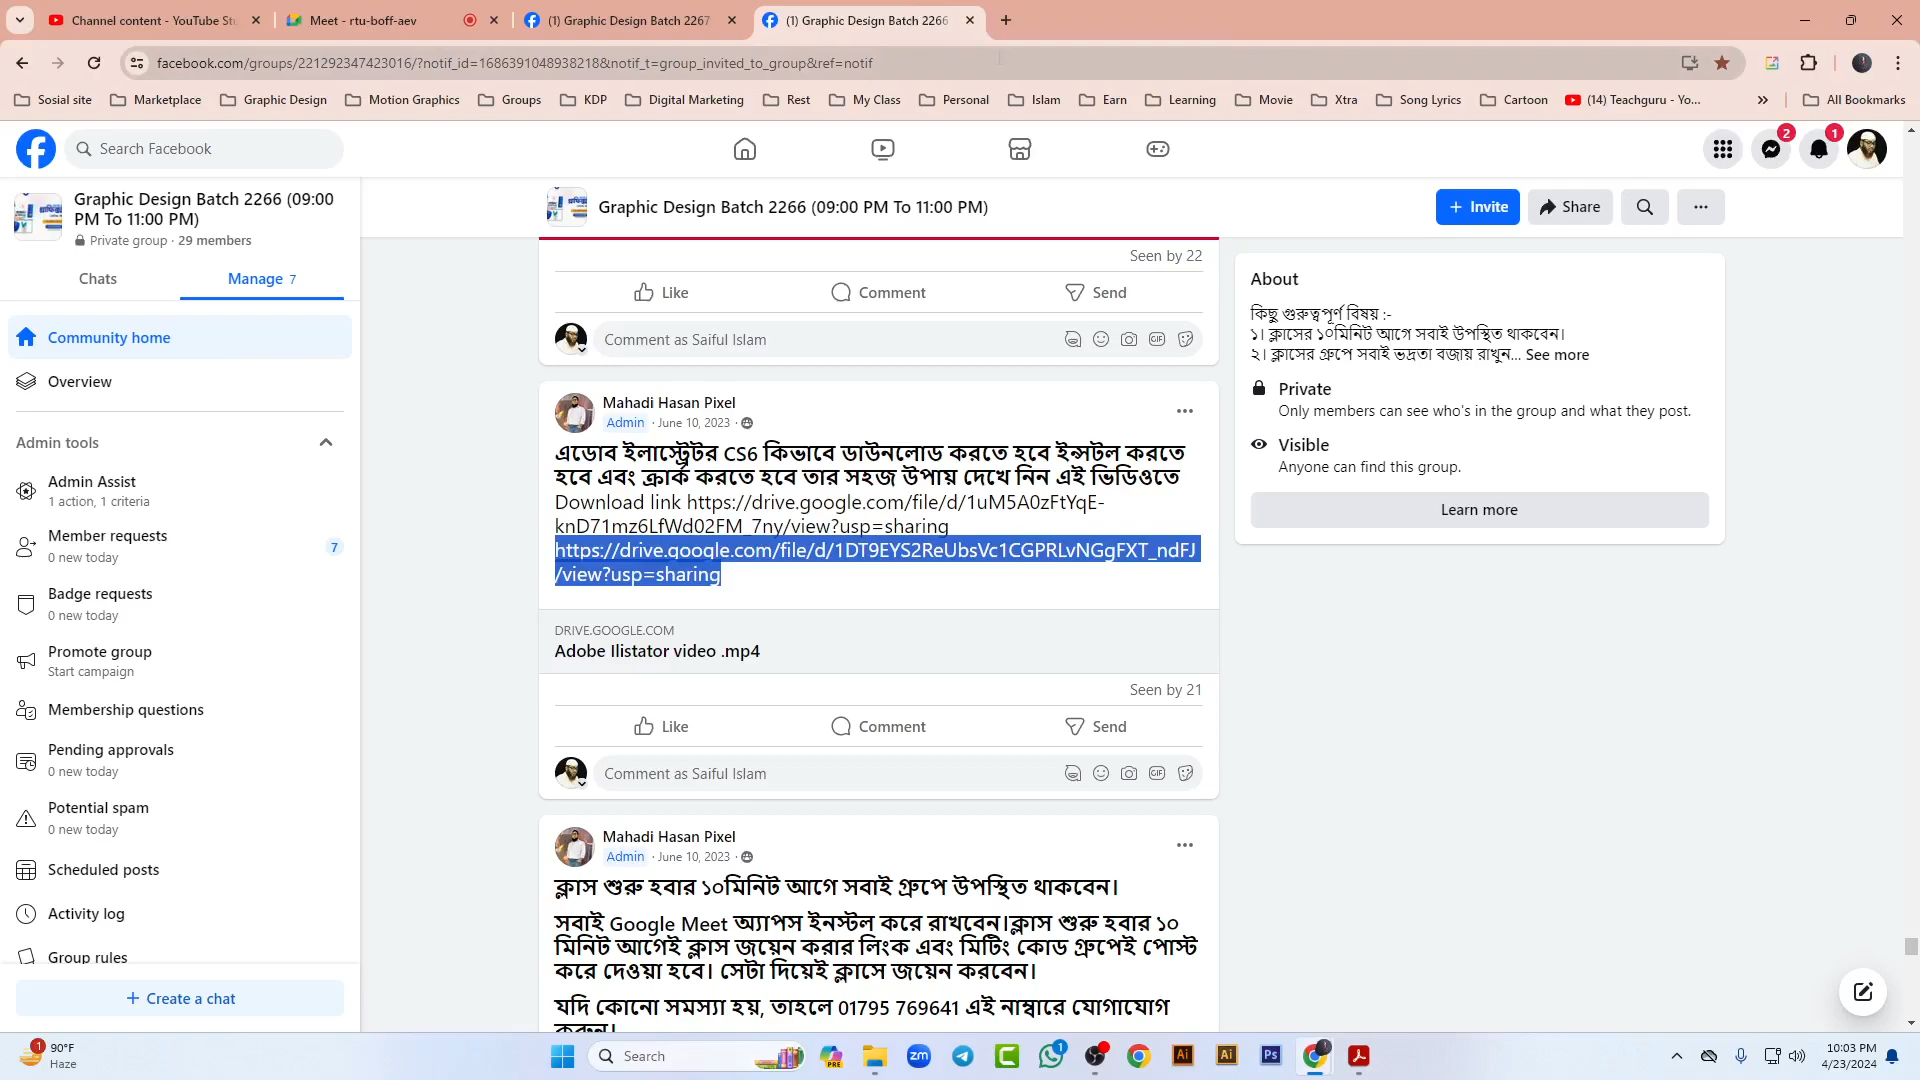 Channel content - YouTube St
Meet - rtu-boff-aev
(1) Graphic Design Batch 2267
(1) Graphic Design Batch 2266
facebook.com/groups/221292347423016/?notif_id=1686391048938218&notif_t=group_invited_to_group&ref=notif
Sosial site
Marketplace
Graphic Design
Motion Graphics
Groups
KDP
Digital Marketing
Rest
My Class
Personal
Islam
Earn
Learning
Movie
Xtra
Song Lyrics
Cartoon
(14) Teachguru - Yo...
All Bookmarks
Search Facebook
2
1
Graphic Design Batch 2266 (09:00
PM To 11:00 PM)
Private group · 29 members
Chats
Manage 7
Community home
Overview
Admin tools
Admin Assist
1 action, 1 criteria
Member requests
0 new today
7
Badge requests
0 new today
Promote group
Start campaign
Membership questions
Pending approvals
0 new today
Potential spam
0 new today
Scheduled posts
Activity log
Group rules
+ Create a chat
Graphic Design Batch 2266 (09:00 PM To 11:00 PM)
+ Invite
Share
Seen by 22
Like
Comment
Send
Comment as Saiful Islam
GIF
Mahadi Hasan Pixel
Admin · June 10, 2023 ·
এডোব ইলাস্ট্রেটর CS6 কিভাবে ডাউনলোড করতে হবে ইন্সটল করতে
হবে এবং ক্রার্ক করতে হবে তার সহজ উপায় দেখে নিন এই ভিডিওতে
Download link https://drive.google.com/file/d/1uM5A0zFtYqE-
knD71mz6LfWd02FM_7ny/view?usp=sharing
https://drive.google.com/file/d/1DT9EYS2ReUbsVc1CGPRLvNGgFXT_ndFJ
/view?usp=sharing
DRIVE.GOOGLE.COM
Adobe Ilistator video .mp4
Seen by 21
Like
Comment
Send
Comment as Saiful Islam
GIF
Mahadi Hasan Pixel
Admin · June 10, 2023 ·
ক্লাস শুরু হবার ১০মিনিট আগে সবাই গ্রুপে উপস্থিত থাকবেন।
সবাই Google Meet অ্যাপস ইনস্টল করে রাখবেন।ক্লাস শুরু হবার ১০
মিনিট আগেই ক্লাস জয়েন করার লিংক এবং মিটিং কোড গ্রুপেই পোস্ট
করে দেওয়া হবে। সেটা দিয়েই ক্লাসে জয়েন করবেন।
যদি কোনো সমস্যা হয়, তাহলে 01795 769641 এই নাম্বারে যোগাযোগ
করুন।
About
কিছু গুরুত্বপূর্ণ বিষয় :-
১। ক্লাসের ১০মিনিট আগে সবাই উপস্থিত থাকবেন।
২। ক্লাসের গ্রুপে সবাই ভদ্রতা বজায় রাখুন... See more
Private
Only members can see who's in the group and what they post.
Visible
Anyone can find this group.
Learn more
1
90°F
Haze
Search
PRE
zm
1
Ai
Ai
Ps
10:03 PM
4/23/2024